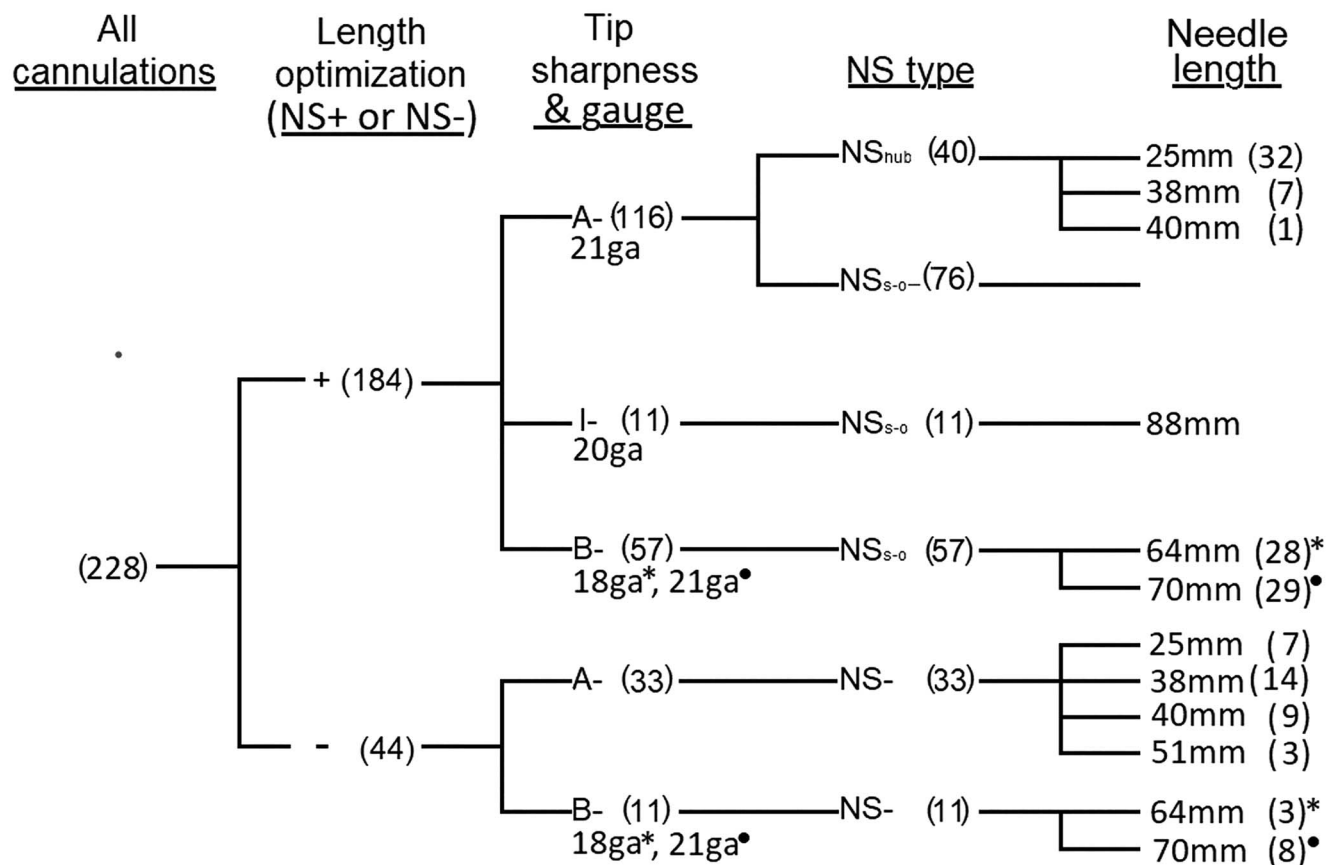 All
cannulations
Length
optimization
(NS+ or NS-)
Tip
sharpness
& gauge
NS type
Needle
length
NShub (40)
25mm (32)
38mm (7)
40mm (1)
A- (116)
21ga
NSs-o- (76)
+ (184)
I- (11)
20ga
NSs-o (11)
88mm
(228)
B- (57)
18ga*, 21ga●
NSs-o (57)
64mm (28)*
70mm (29)●
- (44)
A- (33)
NS- (33)
25mm (7)
38mm (14)
40mm (9)
51mm (3)
B- (11)
18ga*, 21ga●
NS- (11)
64mm (3)*
70mm (8)●